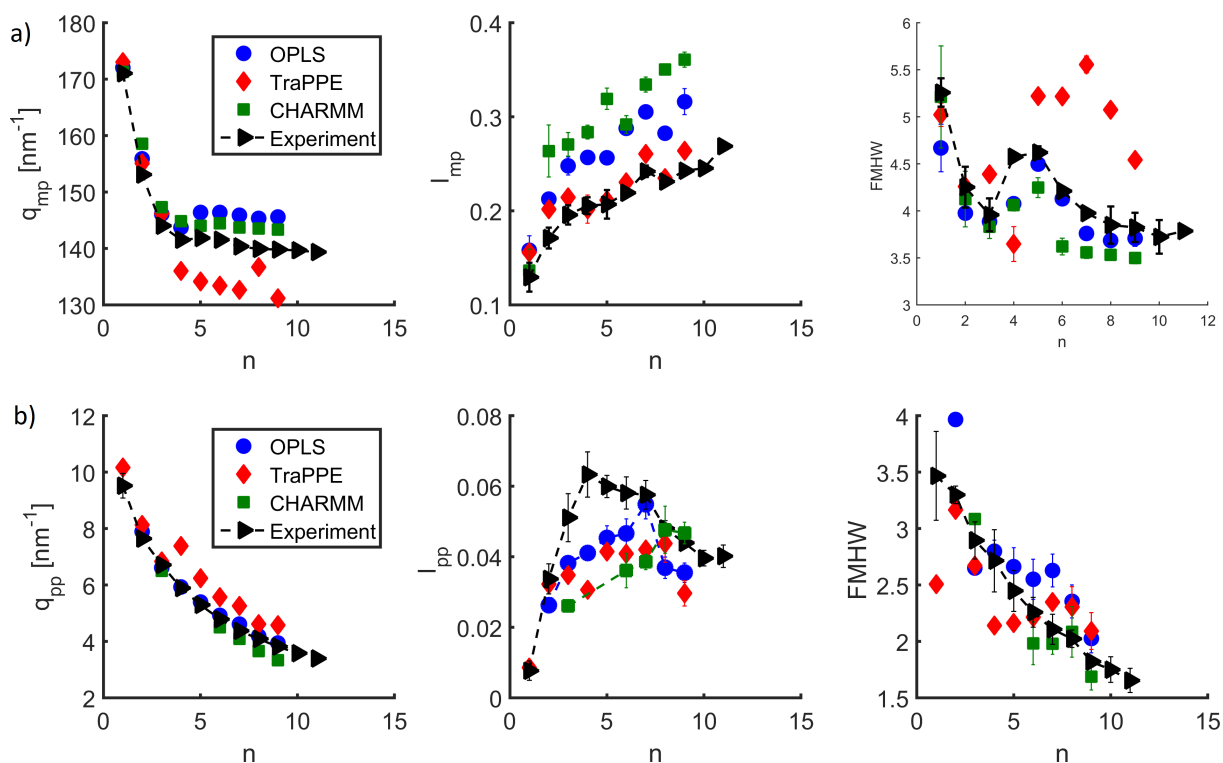 a)
180
170
160
150
140
130
0
5
10
15
q_mp [nm^-1]
n
OPLS
TraPPE
CHARMM
Experiment
0.4
0.3
0.2
0.1
0
5
10
15
I_mp
n
6
5.5
5
4.5
4
3.5
3
0
2
4
6
8
10
12
FMHW
n
b)
12
10
8
6
4
2
0
5
10
15
q_pp [nm^-1]
n
OPLS
TraPPE
CHARMM
Experiment
0.08
0.06
0.04
0.02
0
0
5
10
15
I_pp
n
4
3.5
3
2.5
2
1.5
0
5
10
15
FMHW
n